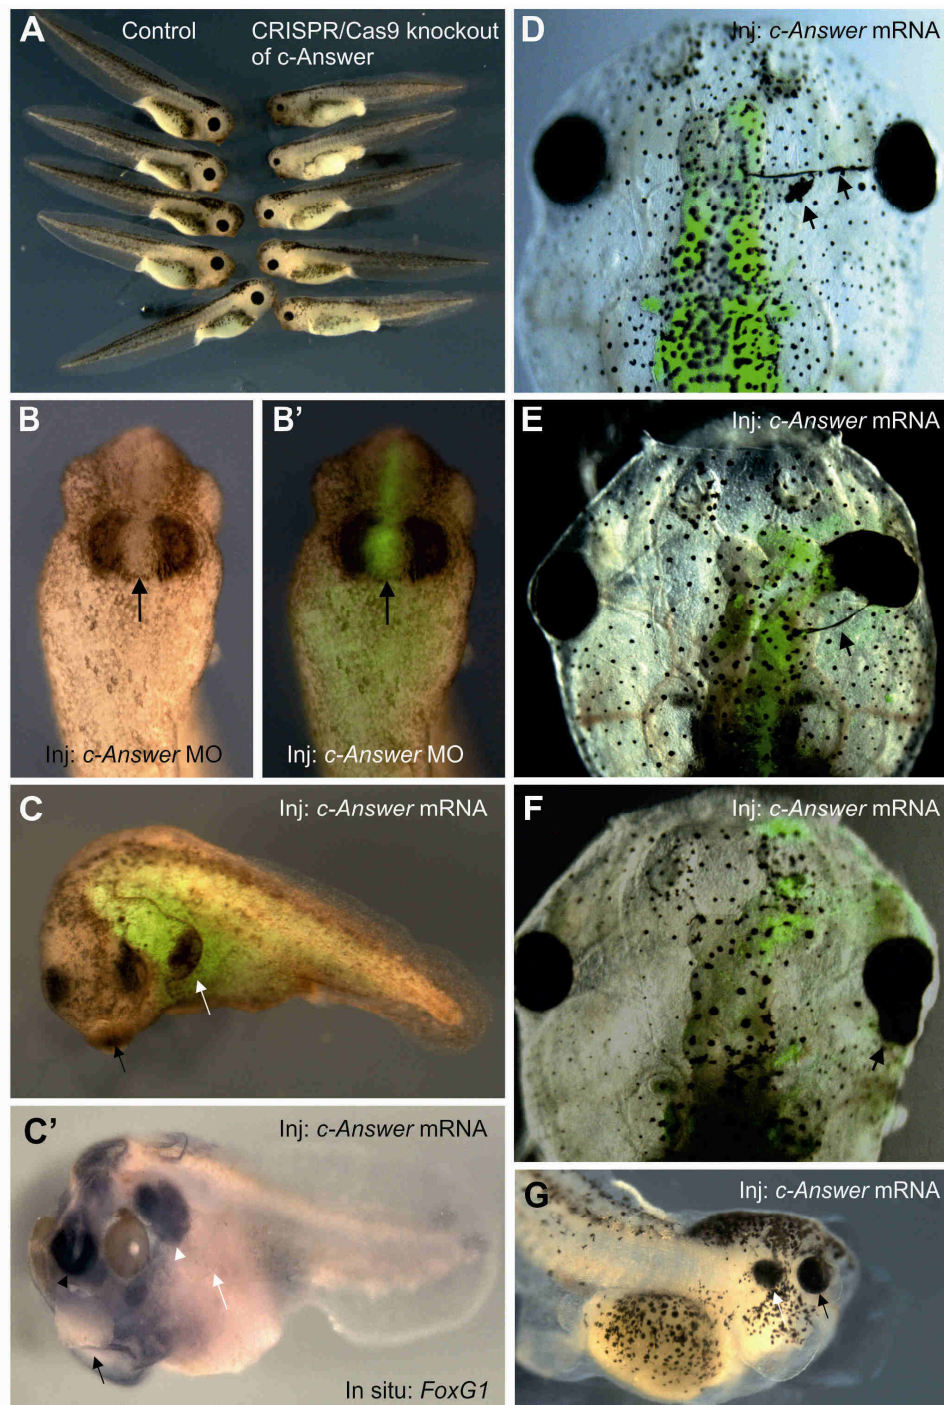 A
Control
CRISPR/Cas9 knockout
of c-Answer
B
Inj: c-Answer MO
B'
Inj: c-Answer MO
C
Inj: c-Answer mRNA
C'
Inj: c-Answer mRNA
In situ: FoxG1
D
Inj: c-Answer mRNA
E
Inj: c-Answer mRNA
F
Inj: c-Answer mRNA
G
Inj: c-Answer mRNA